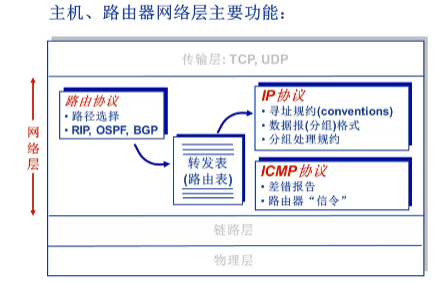 主机、路由器网络层主要功能：
传输层: TCP, UDP
网络层
路由协议
• 路径选择
• RIP, OSPF, BGP
转发表
(路由表)
IP协议
• 寻址规约(conventions)
• 数据报(分组)格式
• 分组处理规约
ICMP协议
• 差错报告
• 路由器“信令”
链路层
物理层